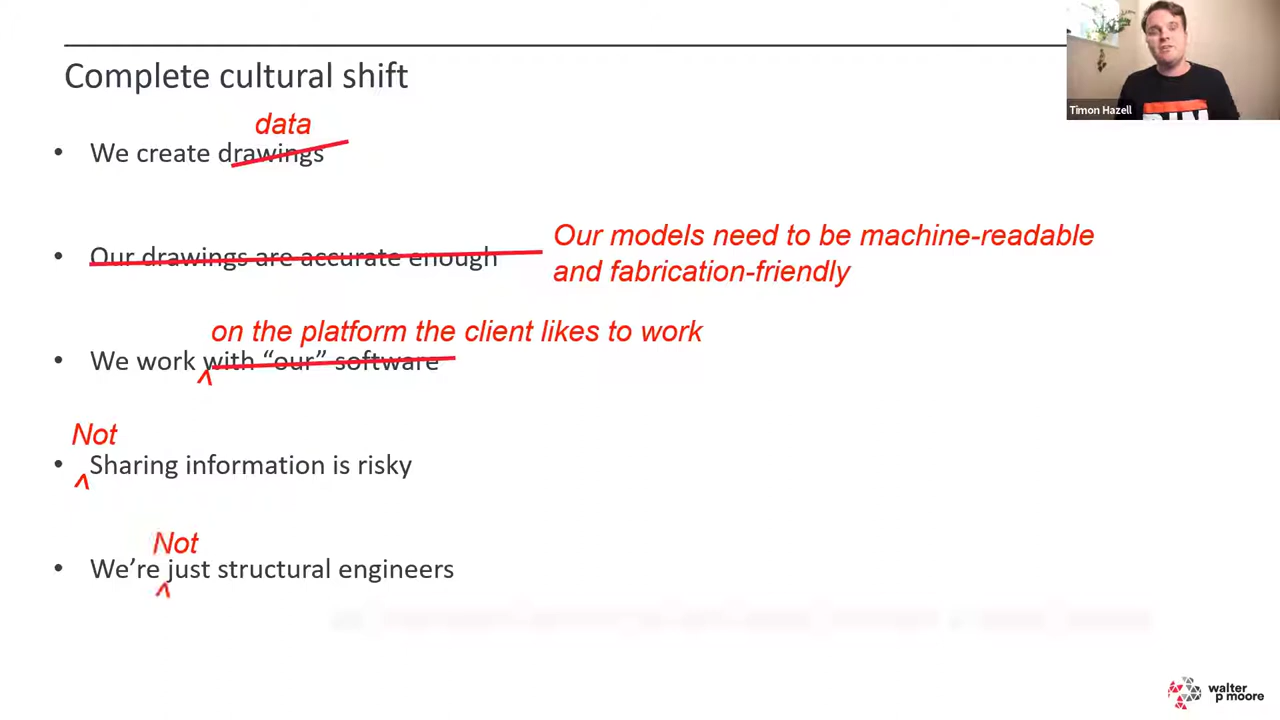 Complete cultural shift
data
• We create drawings
• Our drawings are accurate enough
Our models need to be machine-readable
and fabrication-friendly
on the platform the client likes to work
• We work ^ with “our” software
Not
• ^ Sharing information is risky
Not
• We’re ^ just structural engineers
Timon Hazell
walter
p moore